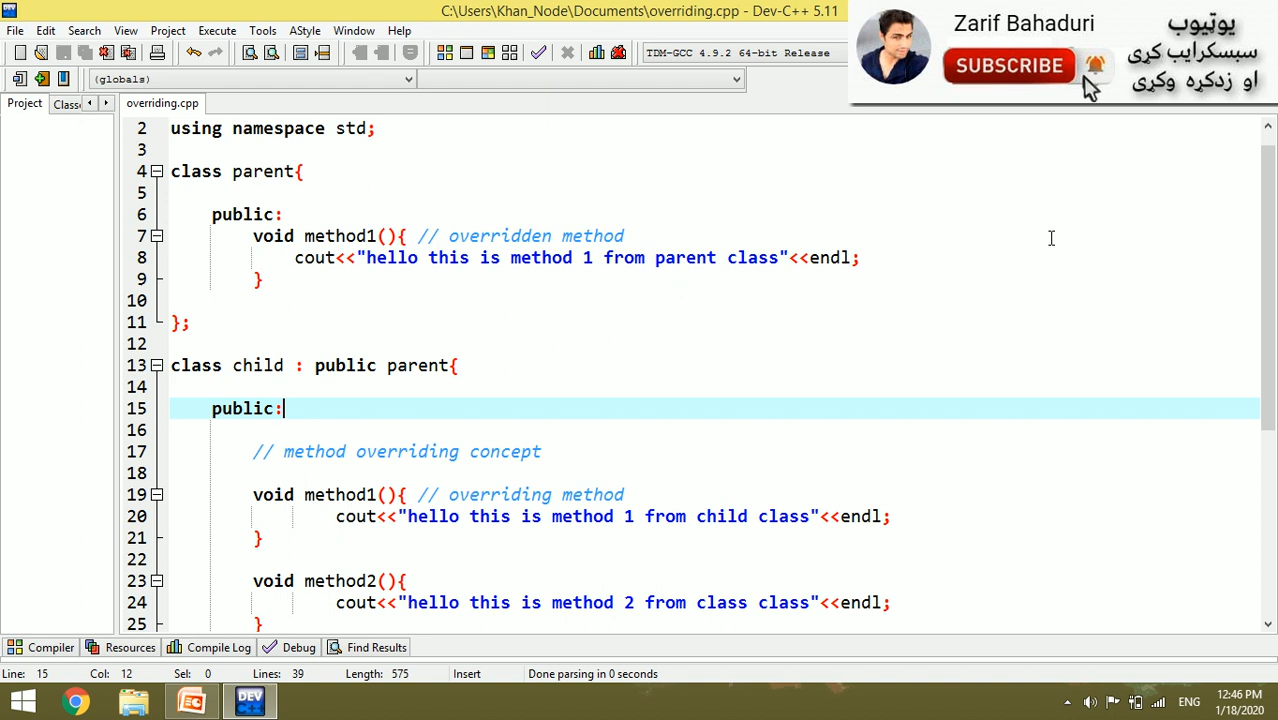 C:\Users\Khan_Node\Documents\overriding.cpp - Dev-C++ 5.11
File Edit Search View Project Execute Tools AStyle Window Help
TDM-GCC 4.9.2 64-bit Release
(globals)
Zarif Bahaduri
SUBSCRIBE
یوټیوب
سبسکرایب کړی
او زدکړه وکړی
Project Classe
overriding.cpp
2 using namespace std;
3
4 class parent{
5
6 public:
7 void method1(){ // overridden method
8 cout<<"hello this is method 1 from parent class"<<endl;
9 }
10
11 };
12
13 class child : public parent{
14
15 public:
16
17 // method overriding concept
18
19 void method1(){ // overriding method
20 cout<<"hello this is method 1 from child class"<<endl;
21 }
22
23 void method2(){
24 cout<<"hello this is method 2 from class class"<<endl;
25 }
Compiler Resources Compile Log Debug Find Results
Line: 15 Col: 12 Sel: 0 Lines: 39 Length: 575 Insert Done parsing in 0 seconds
DEV
ENG
12:46 PM
1/18/2020